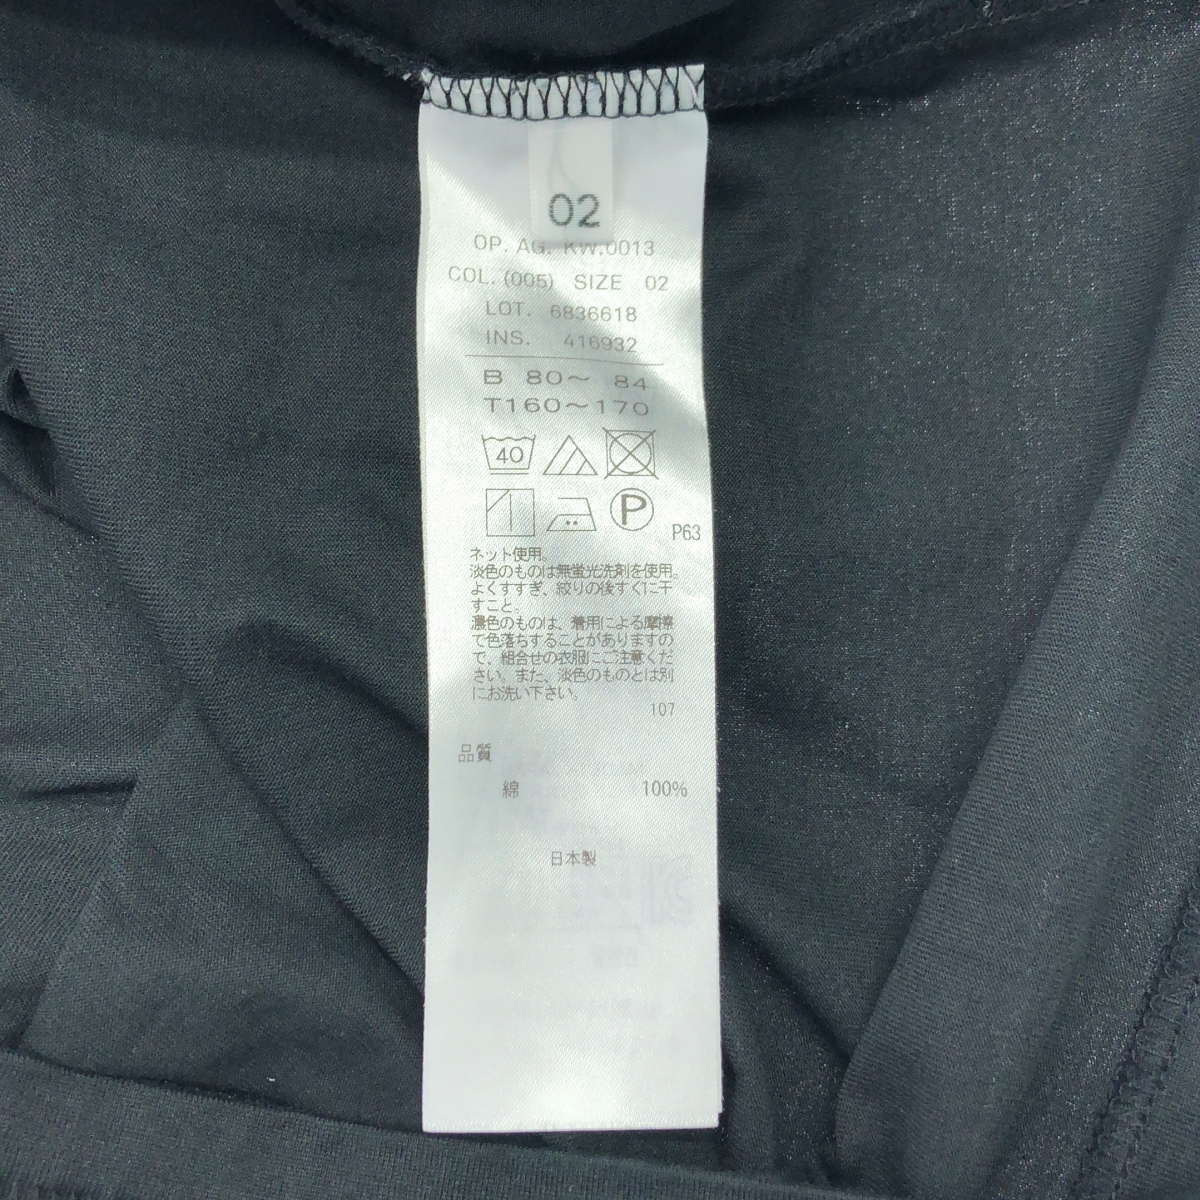 02
OP. AG. KW.0013
COL. (005) SIZE 02
LOT. 6836618
INS. 416932
B 80～ 84
T160～170
40
P
P63
ネット使用。
淡色のものは無蛍光洗剤を使用。
よくすすぎ、絞りの後すぐに干
すこと。
濃色のものは、着用による摩擦
で色落ちすることがありますの
で、組合せの衣服にご注意くだ
さい。また、淡色のものとは別
にお洗い下さい。
107
品質
綿 100%
日本製